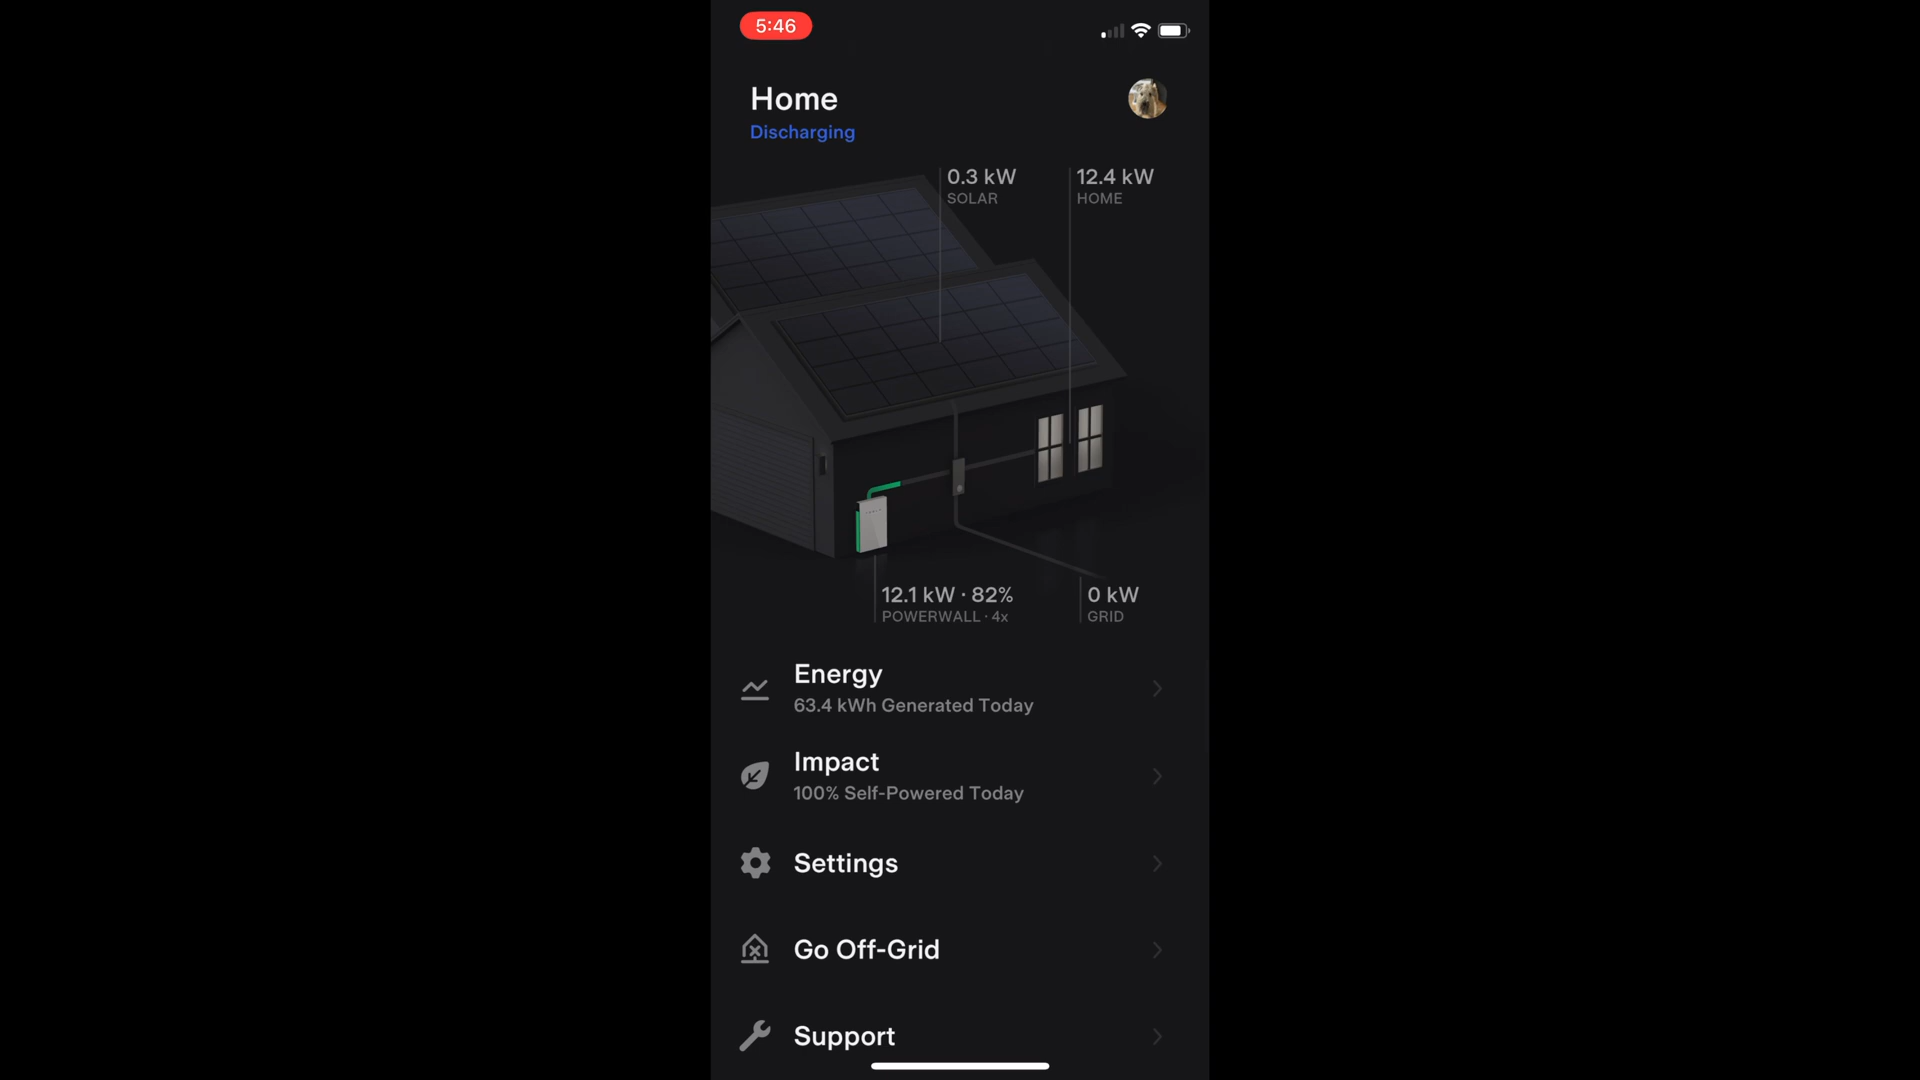 5:46
Home
Discharging
0.3 kW
SOLAR
12.4 kW
HOME
12.1 kW · 82%
POWERWALL · 4x
0 kW
GRID
Energy
63.4 kWh Generated Today
Impact
100% Self-Powered Today
Settings
Go Off-Grid
Support